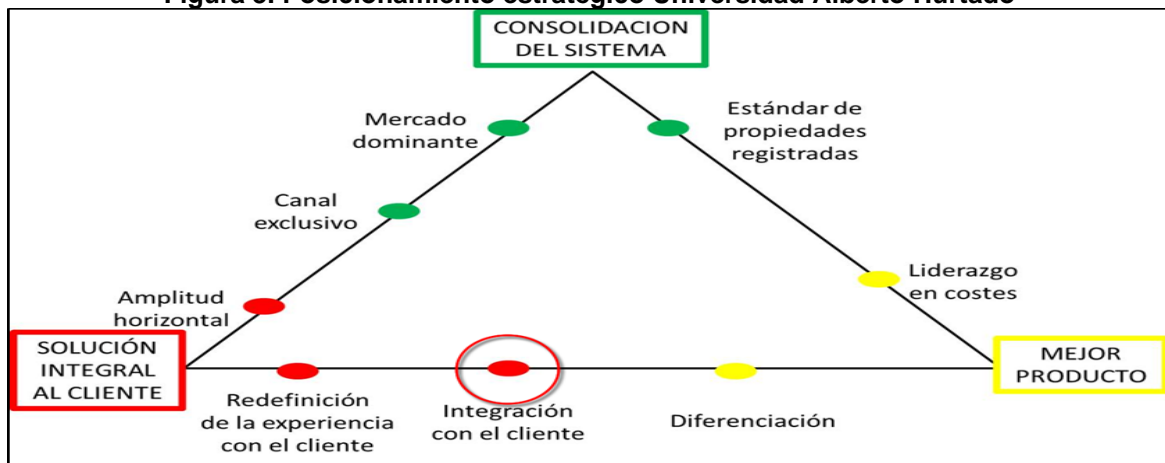 Figura 3. Posicionamiento estratégico Universidad Alberto Hurtado
CONSOLIDACION
DEL SISTEMA
Mercado
dominante
Estándar de
propiedades
registradas
Canal
exclusivo
Amplitud
horizontal
Liderazgo
en costes
SOLUCIÓN
INTEGRAL
AL CLIENTE
MEJOR
PRODUCTO
Redefinición
de la experiencia
con el cliente
Integración
con el cliente
Diferenciación